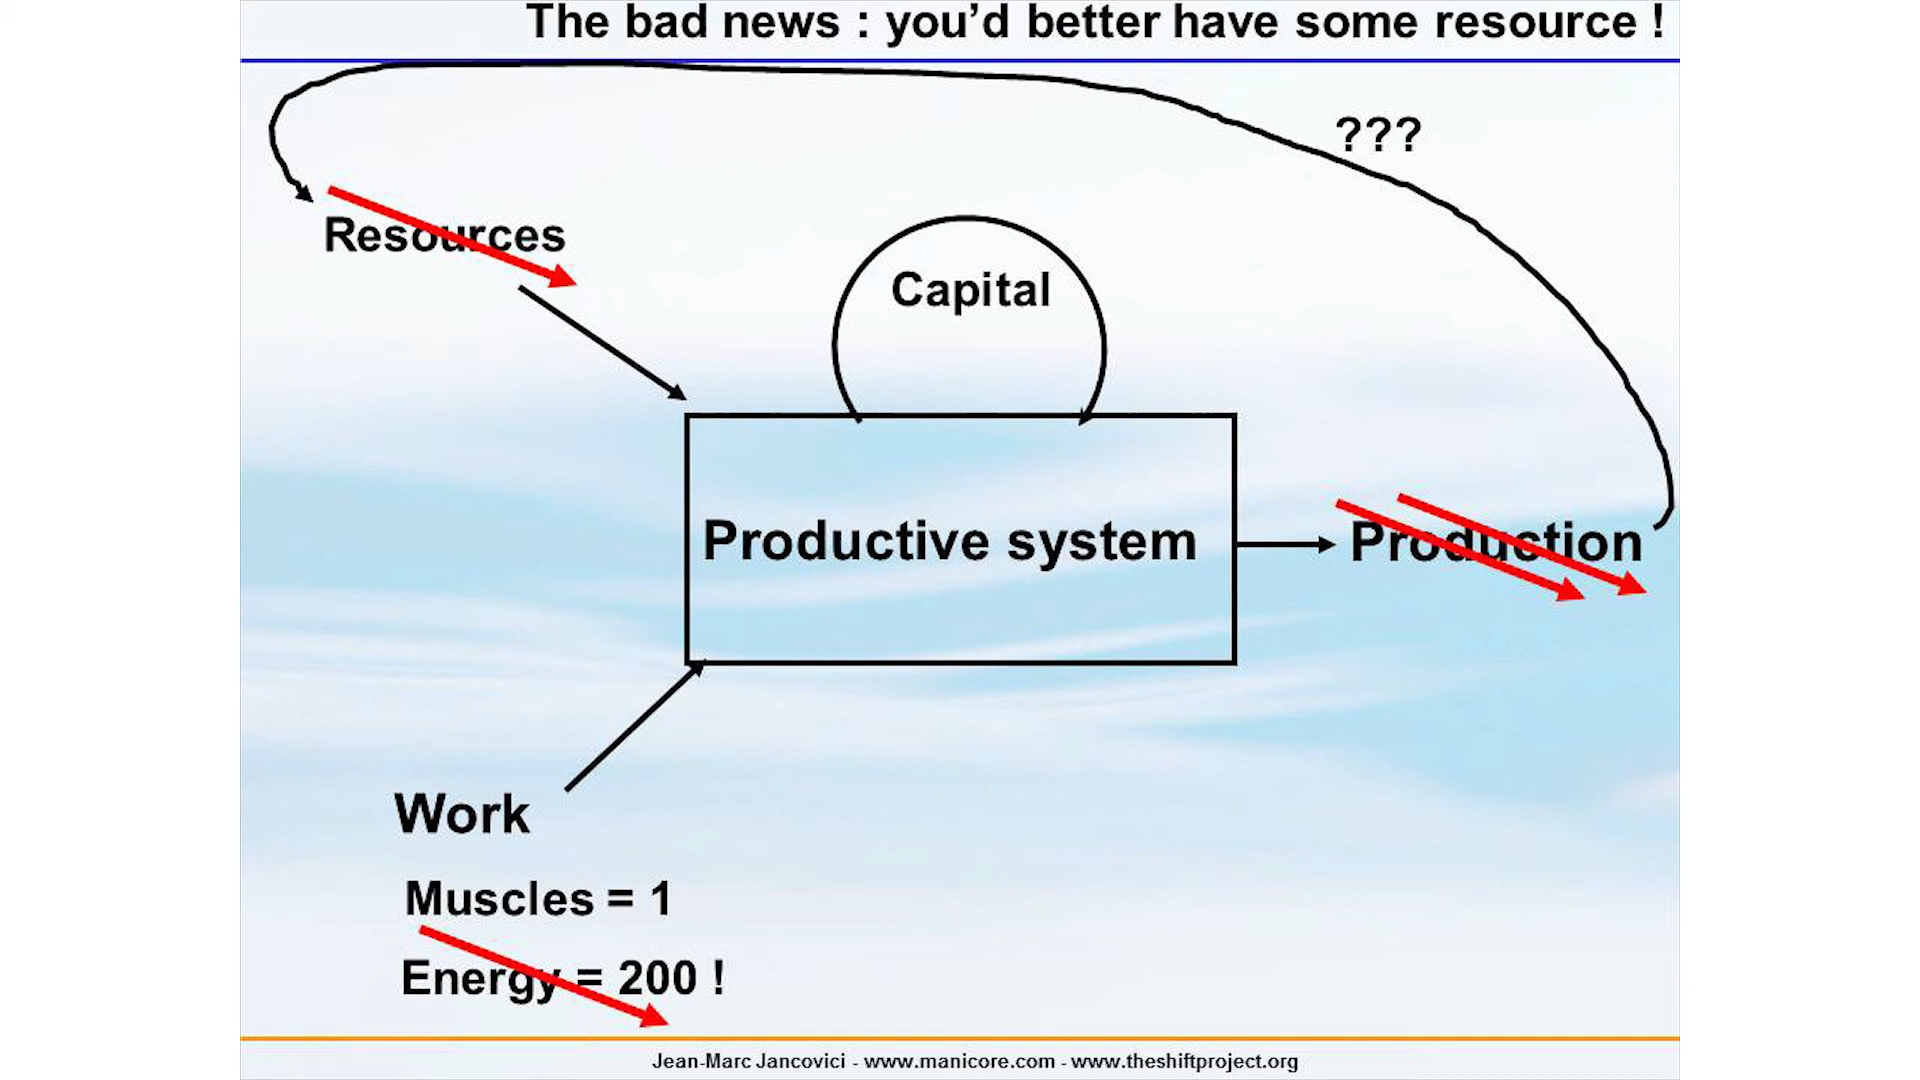 The bad news : you’d better have some resource !
???
Resources
Capital
Productive system
Production
Work
Muscles = 1
Energy = 200 !
Jean-Marc Jancovici - www.manicore.com - www.theshiftproject.org